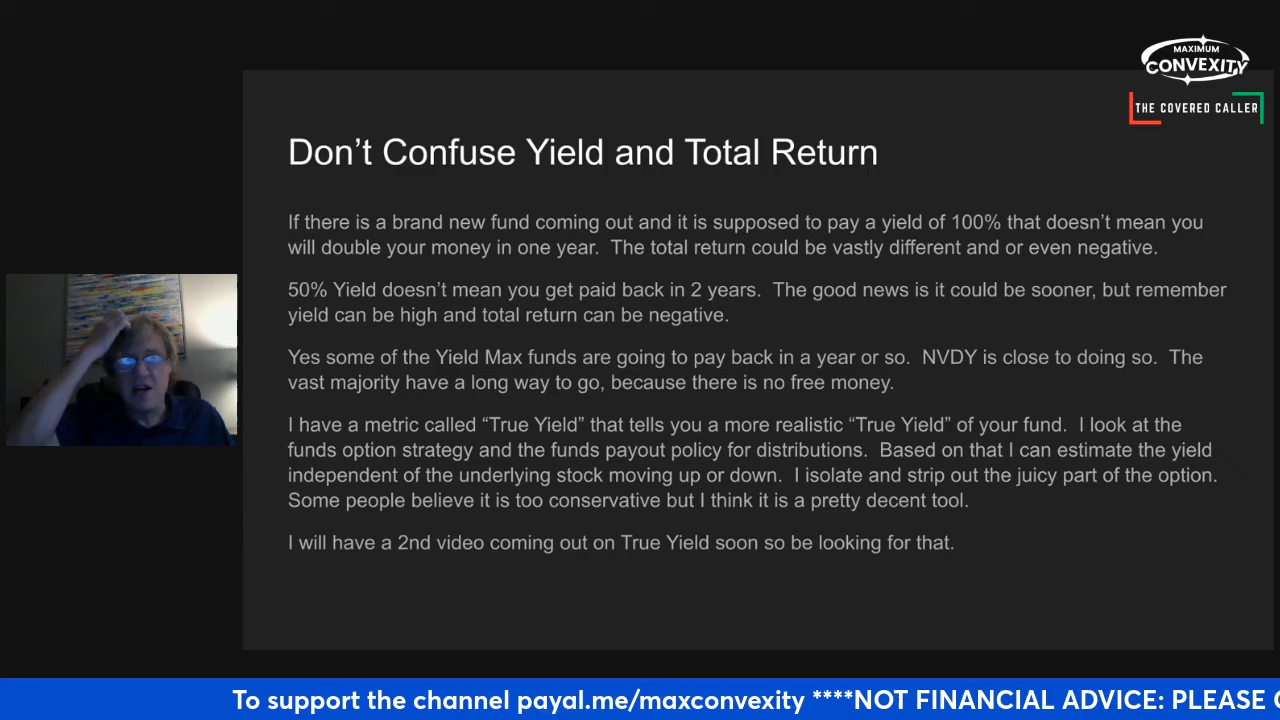 MAXIMUM
CONVEXITY
THE COVERED CALLER
Don’t Confuse Yield and Total Return
If there is a brand new fund coming out and it is supposed to pay a yield of 100% that doesn’t mean you
will double your money in one year.  The total return could be vastly different and or even negative.
50% Yield doesn’t mean you get paid back in 2 years.  The good news is it could be sooner, but remember
yield can be high and total return can be negative.
Yes some of the Yield Max funds are going to pay back in a year or so.  NVDY is close to doing so.  The
vast majority have a long way to go, because there is no free money.
I have a metric called “True Yield” that tells you a more realistic “True Yield” of your fund.  I look at the
funds option strategy and the funds payout policy for distributions.  Based on that I can estimate the yield
independent of the underlying stock moving up or down.  I isolate and strip out the juicy part of the option.
Some people believe it is too conservative but I think it is a pretty decent tool.
I will have a 2nd video coming out on True Yield soon so be looking for that.
To support the channel payal.me/maxconvexity ****NOT FINANCIAL ADVICE: PLEASE